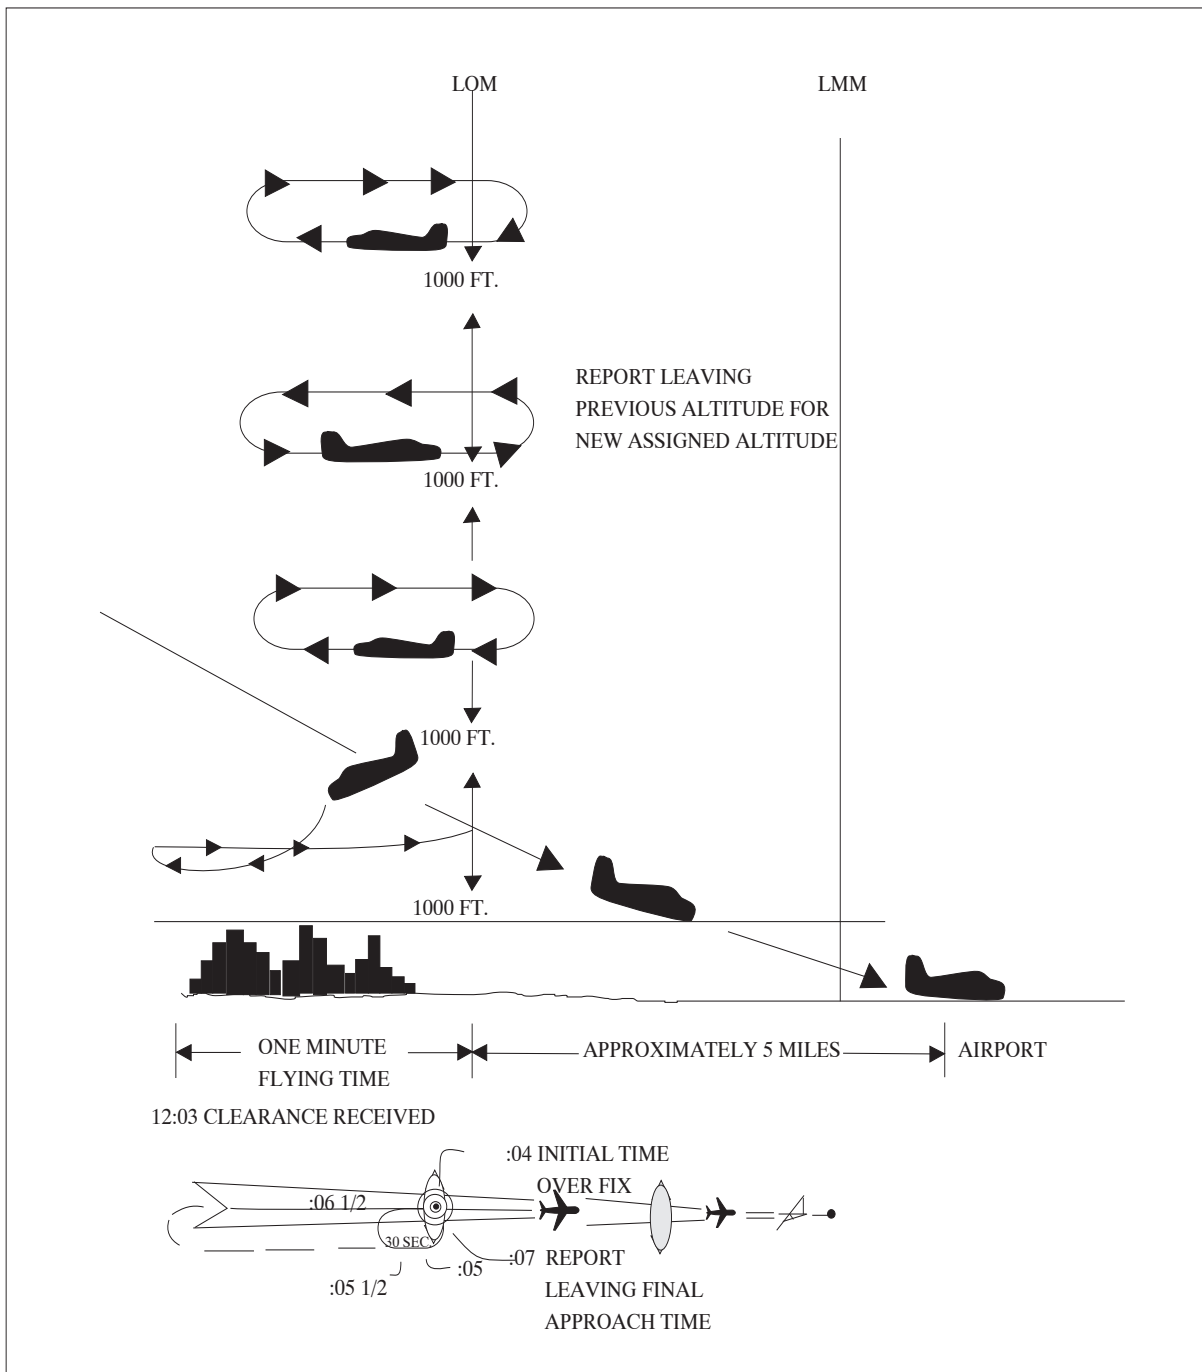 LOM
LMM
1000 FT.
REPORT LEAVING
PREVIOUS ALTITUDE FOR
NEW ASSIGNED ALTITUDE
1000 FT.
1000 FT.
1000 FT.
ONE MINUTE
FLYING TIME
APPROXIMATELY 5 MILES
AIRPORT
12:03 CLEARANCE RECEIVED
:04 INITIAL TIME
OVER FIX
:06 1/2
30 SEC.
:05
:05 1/2
:07 REPORT
LEAVING FINAL
APPROACH TIME